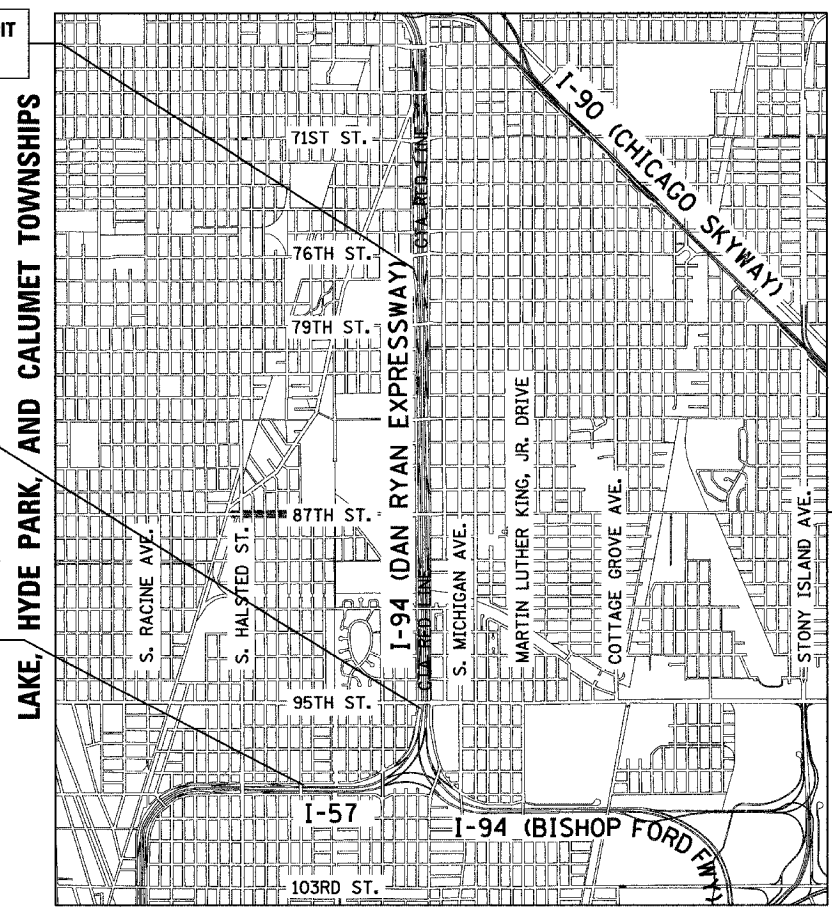 IT
LAKE, HYDE PARK, AND CALUMET TOWNSHIPS
I-90 (CHICAGO SKYWAY)
71ST ST.
CTA RED LINE
76TH ST.
79TH ST.
I-94 (DAN RYAN EXPRESSWAY)
87TH ST.
S. RACINE AVE.
S. HALSTED ST.
CTA RED LINE
S. MICHIGAN AVE.
MARTIN LUTHER KING, JR. DRIVE
COTTAGE GROVE AVE.
STONY ISLAND AVE.
95TH ST.
I-57
I-94 (BISHOP FORD FWY)
103RD ST.